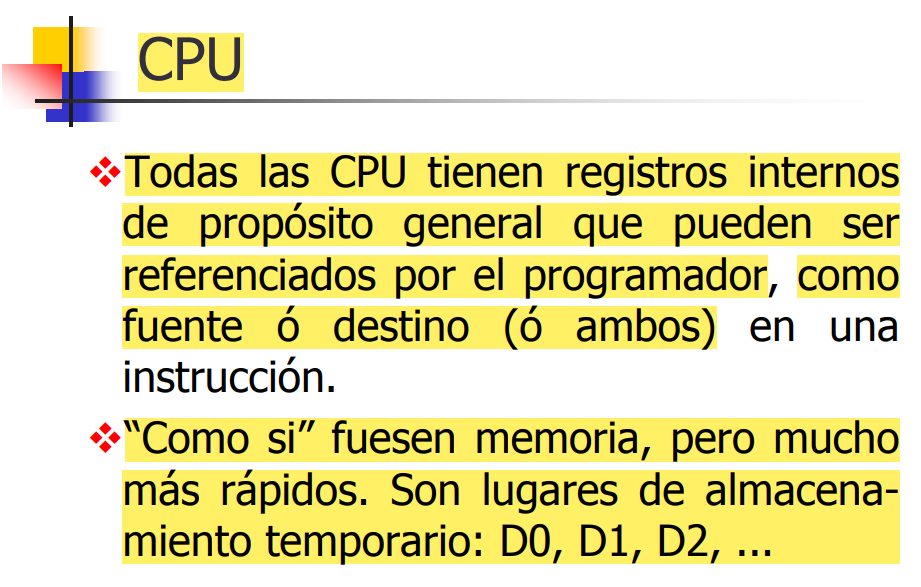 CPU
❖Todas las CPU tienen registros internos
de propósito general que pueden ser
referenciados por el programador, como
fuente ó destino (ó ambos) en una
instrucción.
❖“Como si” fuesen memoria, pero mucho
más rápidos. Son lugares de almacena-
miento temporario: D0, D1, D2, ...